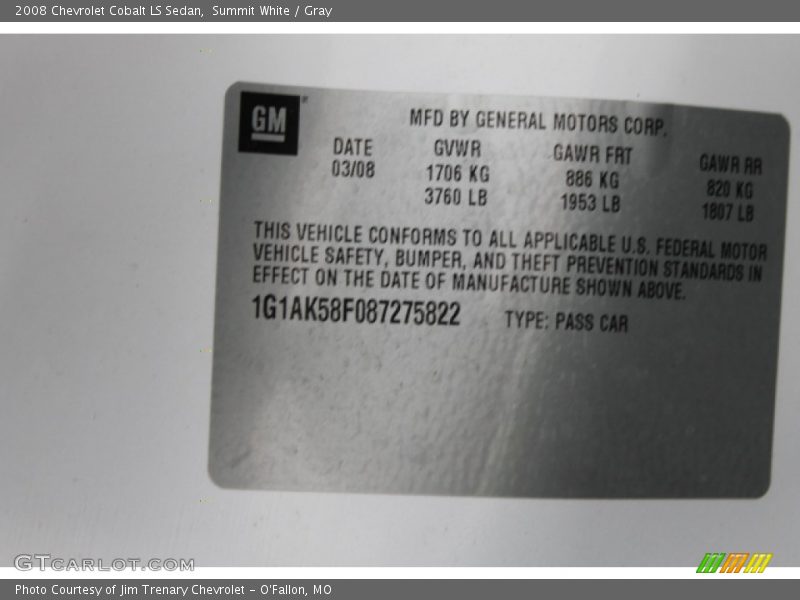 2008 Chevrolet Cobalt LS Sedan, Summit White / Gray
GM
MFD BY GENERAL MOTORS CORP.
DATE GVWR GAWR FRT GAWR RR
03/08 1706 KG 886 KG 820 KG
3760 LB 1953 LB 1807 LB
THIS VEHICLE CONFORMS TO ALL APPLICABLE U.S. FEDERAL MOTOR
VEHICLE SAFETY, BUMPER, AND THEFT PREVENTION STANDARDS IN
EFFECT ON THE DATE OF MANUFACTURE SHOWN ABOVE.
1G1AK58F087275822 TYPE: PASS CAR
GTCARLOT.COM
Photo Courtesy of Jim Trenary Chevrolet - O'Fallon, MO